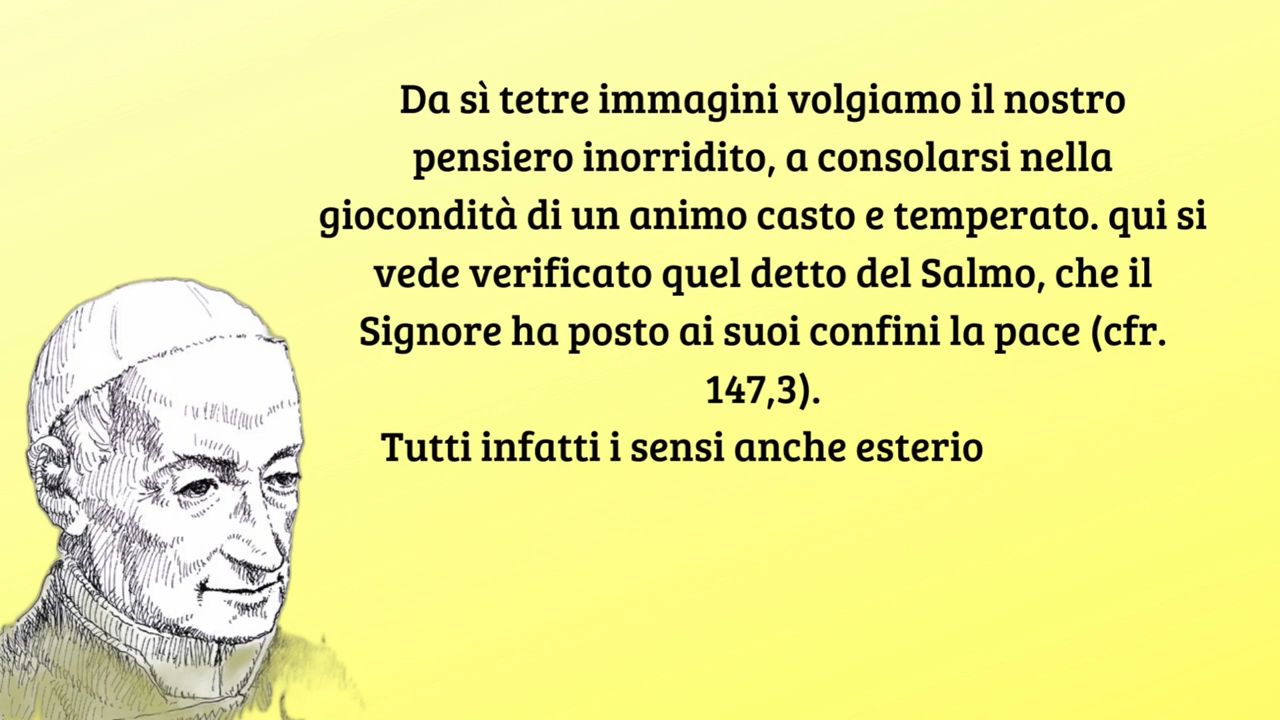 Da sì tetre immagini volgiamo il nostro
pensiero inorridito, a consolarsi nella
giocondità di un animo casto e temperato. qui si
vede verificato quel detto del Salmo, che il
Signore ha posto ai suoi confini la pace (cfr.
147,3).
Tutti infatti i sensi anche esterio